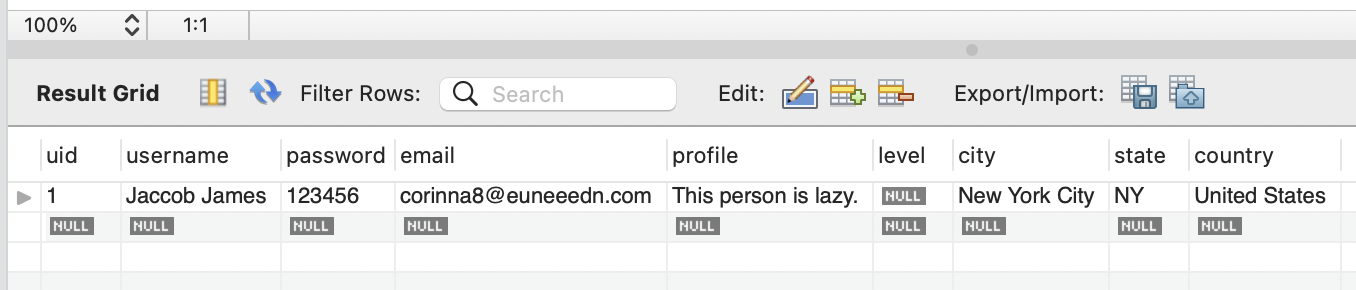 100% 1:1
Result Grid Filter Rows: Search Edit: Export/Import:
uid username password email profile level city state country
1 Jaccob James 123456 corinna8@euneeedn.com This person is lazy. NULL New York City NY United States
NULL NULL NULL NULL NULL NULL NULL NULL NULL